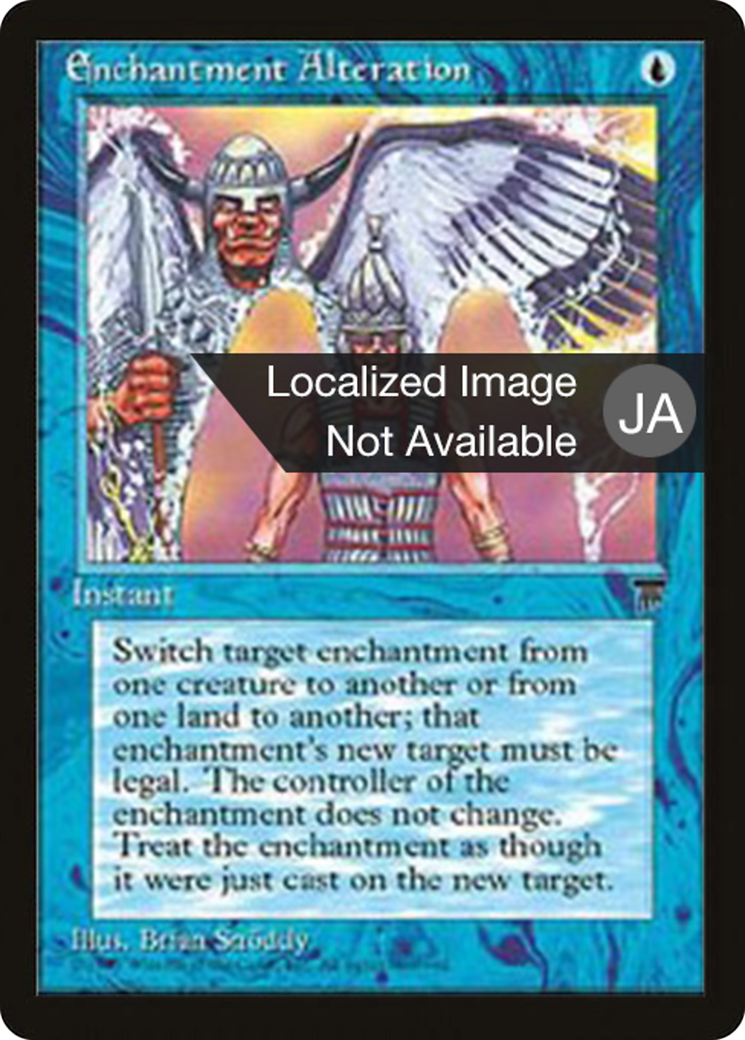 Enchantment Alteration
Localized Image
Not Available
JA
Instant
Switch target enchantment from
one creature to another or from
one land to another; that
enchantment's new target must be
legal. The controller of the
enchantment does not change.
Treat the enchantment as though
it were just cast on the new target.
Illus. Brian Snoddy